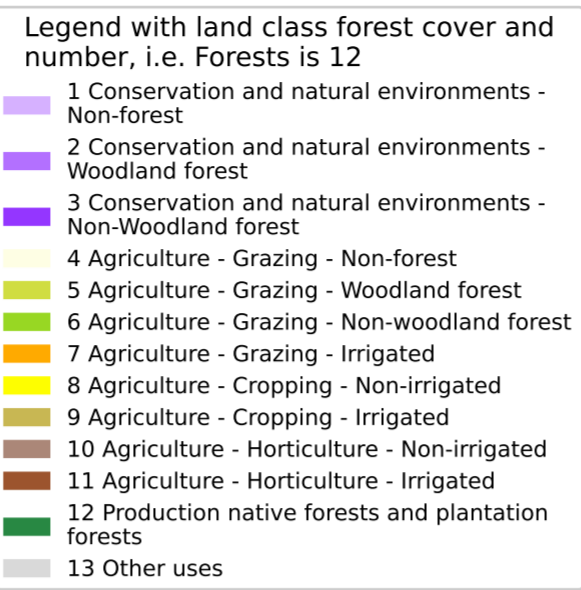 Legend with land class forest cover and
number, i.e. Forests is 12
1 Conservation and natural environments -
Non-forest
2 Conservation and natural environments -
Woodland forest
3 Conservation and natural environments -
Non-Woodland forest
4 Agriculture - Grazing - Non-forest
5 Agriculture - Grazing - Woodland forest
6 Agriculture - Grazing - Non-woodland forest
7 Agriculture - Grazing - Irrigated
8 Agriculture - Cropping - Non-irrigated
9 Agriculture - Cropping - Irrigated
10 Agriculture - Horticulture - Non-irrigated
11 Agriculture - Horticulture - Irrigated
12 Production native forests and plantation
forests
13 Other uses